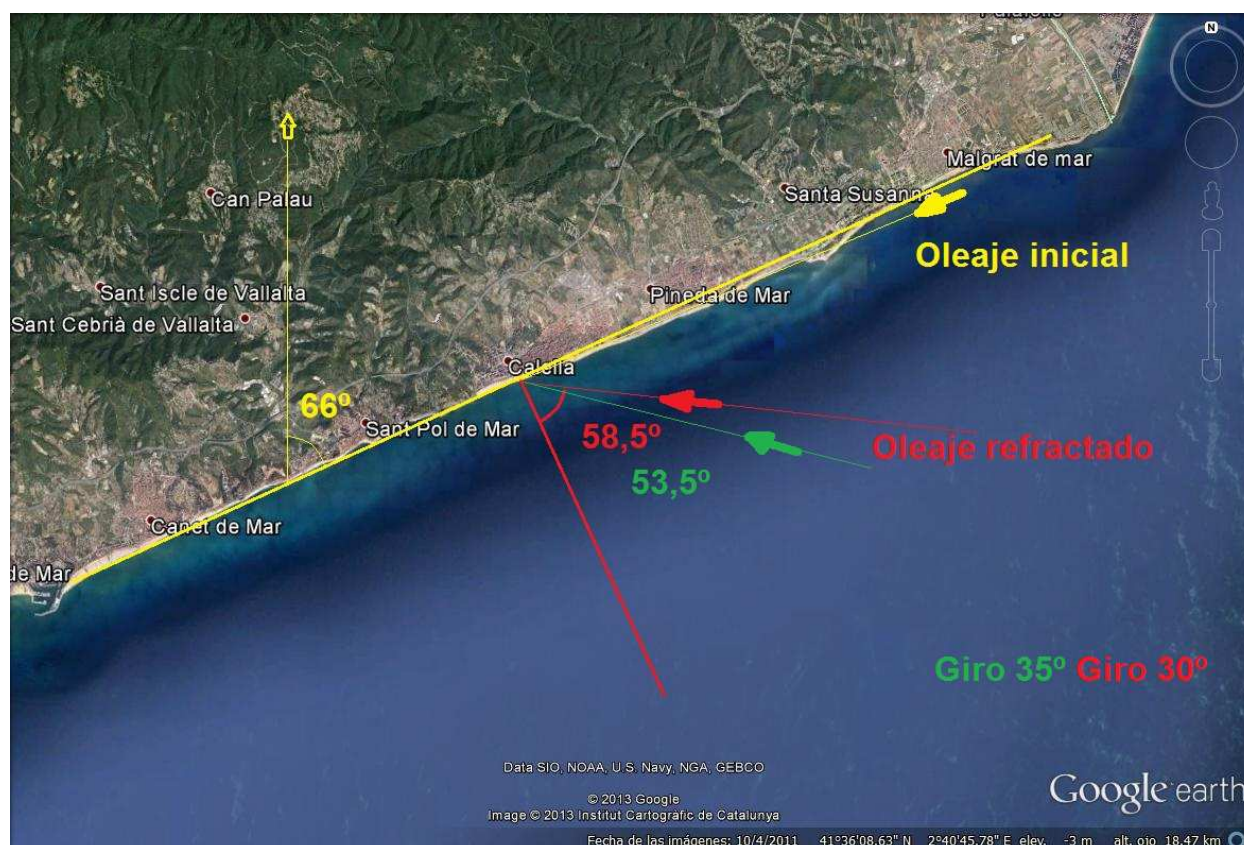 N
Malgrat de mar
Santa Susanna
Can Palau
Oleaje inicial
Sant Iscle de Vallalta
Pineda de Mar
Sant Cebrià de Vallalta
Calella
66º
Sant Pol de Mar
58,5º
Oleaje refractado
53,5º
Canet de Mar
de Mar
Giro 35º Giro 30º
Data SIO, NOAA, U.S. Navy, NGA, GEBCO
© 2013 Google
Image © 2013 Institut Cartogràfic de Catalunya
Google earth
Fecha de las imágenes: 10/4/2011 41°36'08.63" N 2°40'45.78" E elev. -3 m alt. ojo 18.47 km